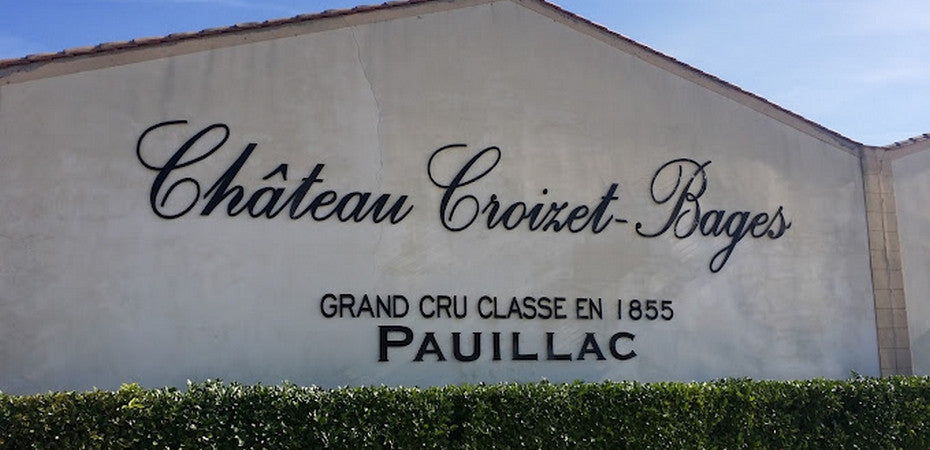 Château Croizet-Bages
GRAND CRU CLASSE EN 1855
PAUILLAC